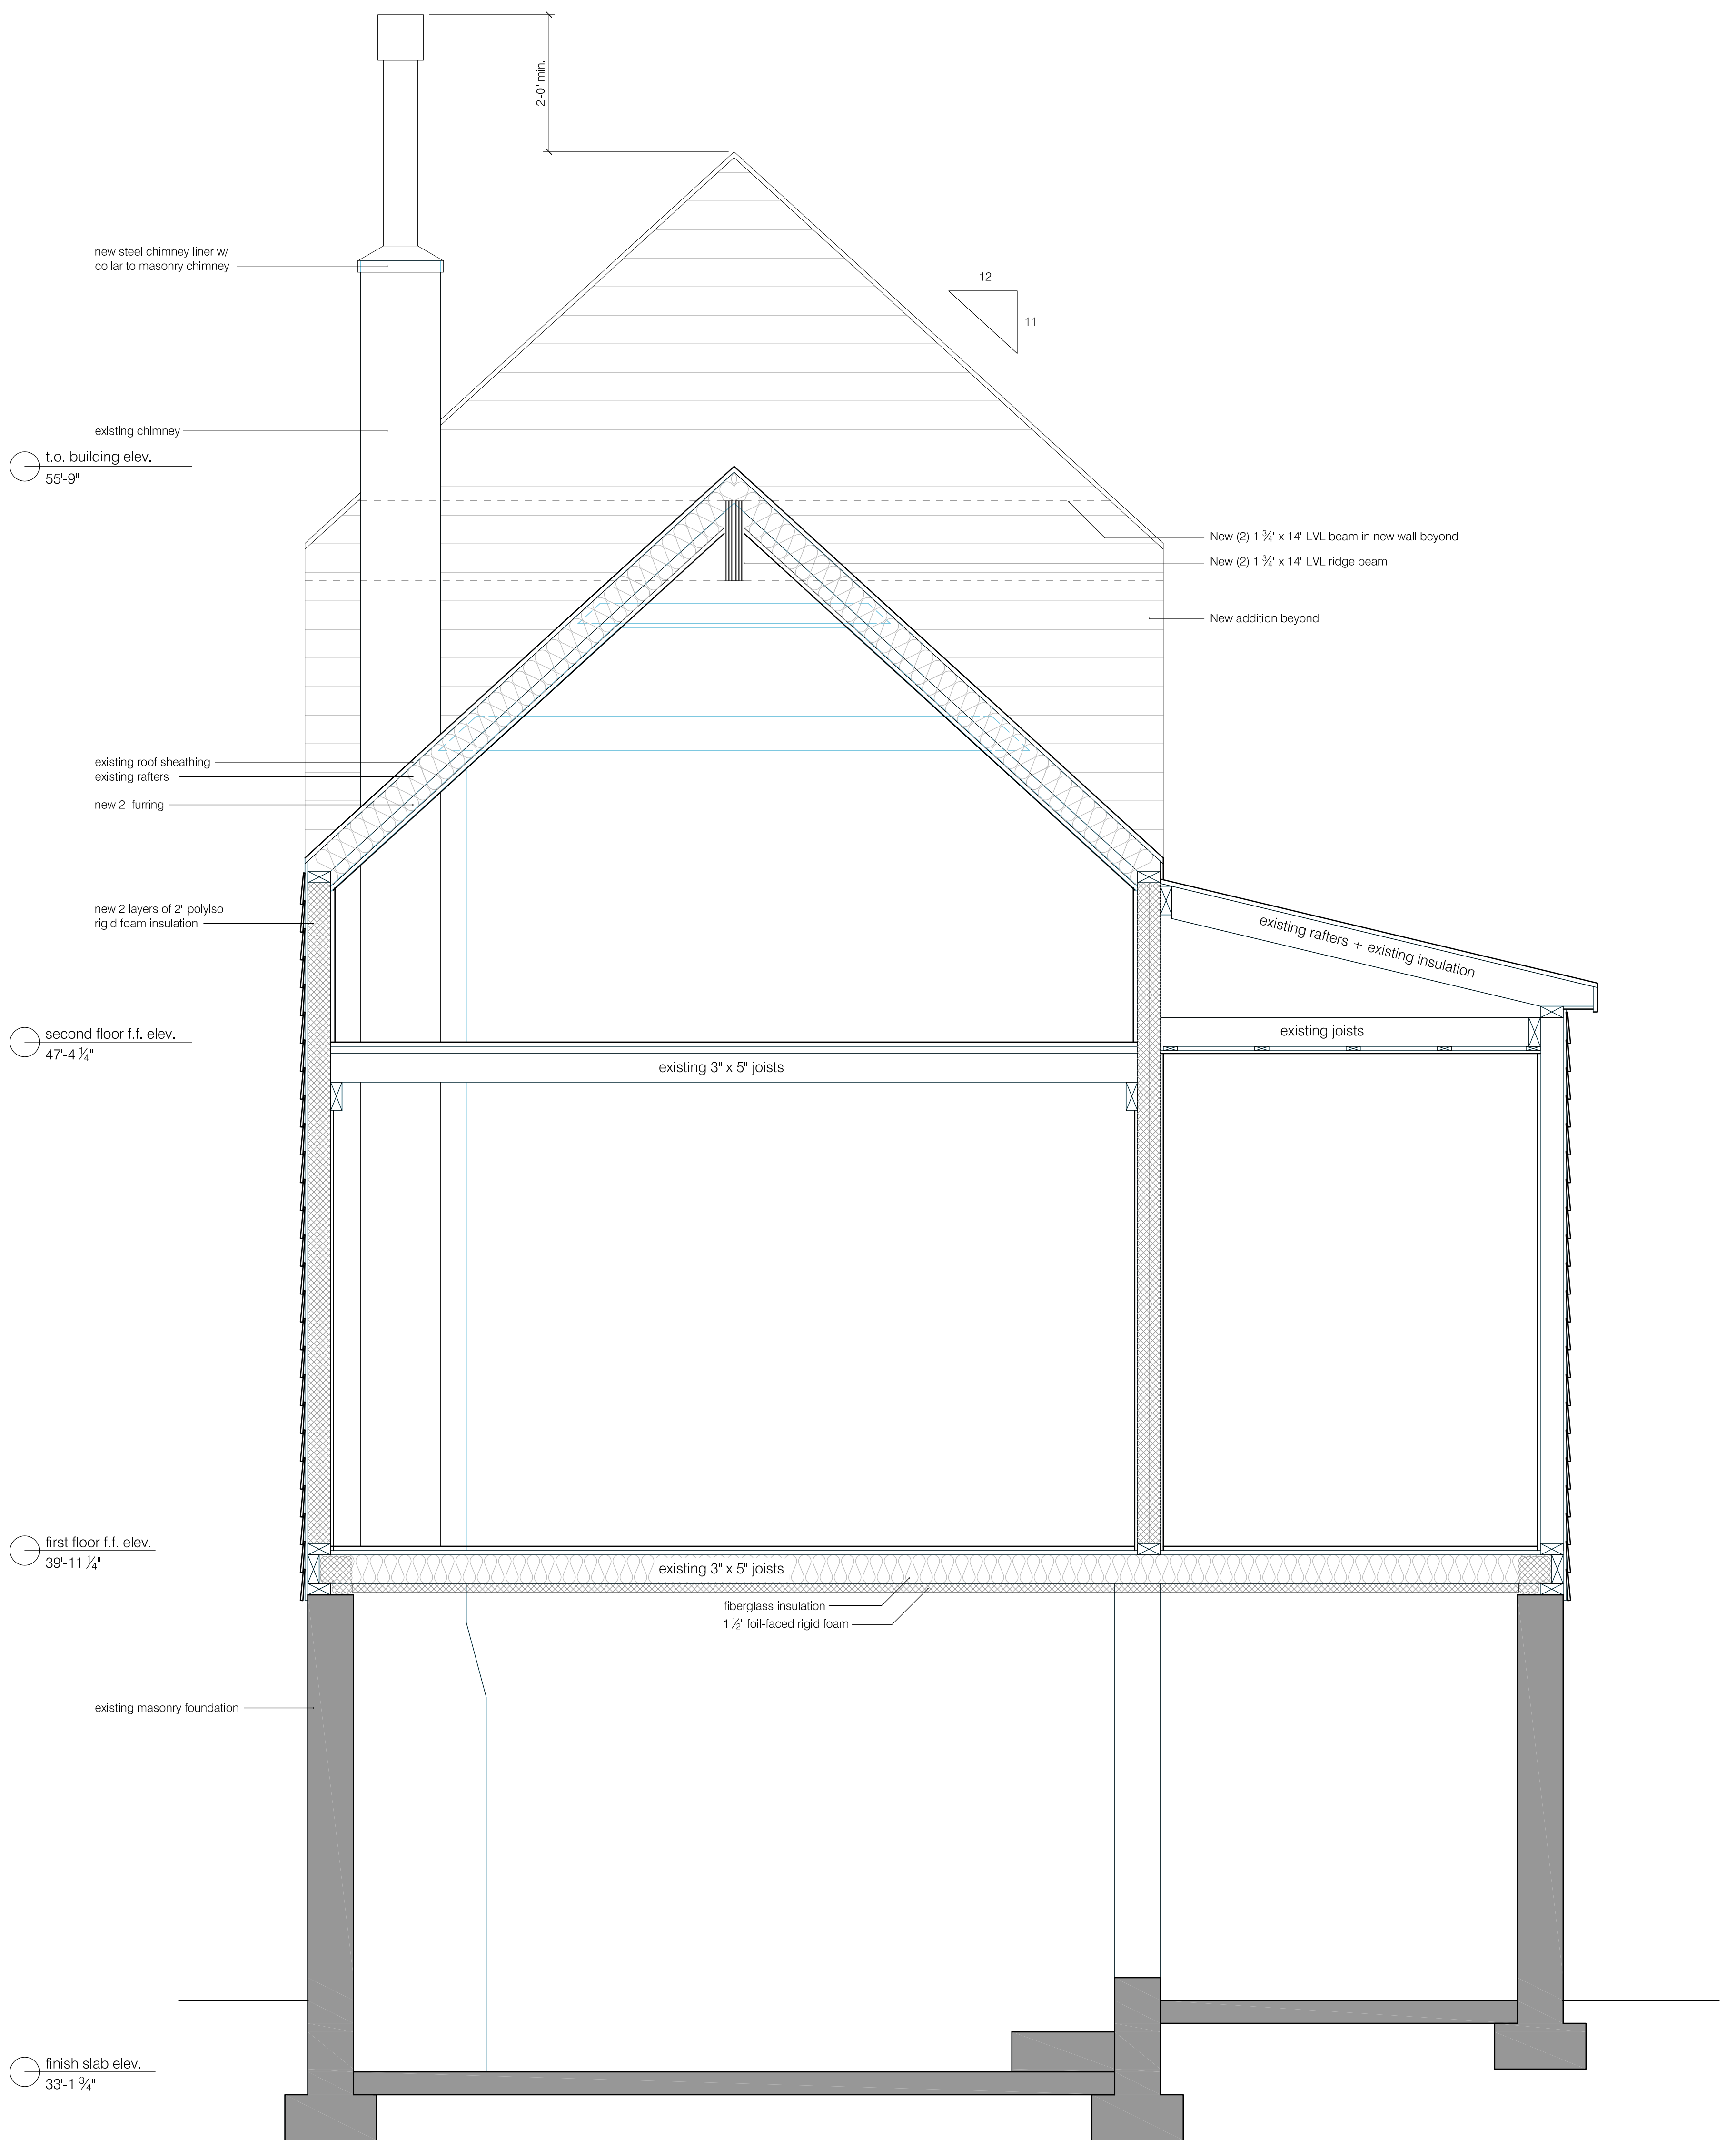 2'-0" min.
new steel chimney liner w/
collar to masonry chimney
12
11
existing chimney
t.o. building elev.
55'-9"
New (2) 1 ¾" x 14" LVL beam in new wall beyond
New (2) 1 ¾" x 14" LVL ridge beam
New addition beyond
existing roof sheathing
existing rafters
new 2" furring
new 2 layers of 2" polyiso
rigid foam insulation
existing rafters + existing insulation
second floor f.f. elev.
47'-4 ¼"
existing joists
existing 3" x 5" joists
first floor f.f. elev.
39'-11 ¼"
existing 3" x 5" joists
fiberglass insulation
1 ½" foil-faced rigid foam
existing masonry foundation
finish slab elev.
33'-1 ¾"